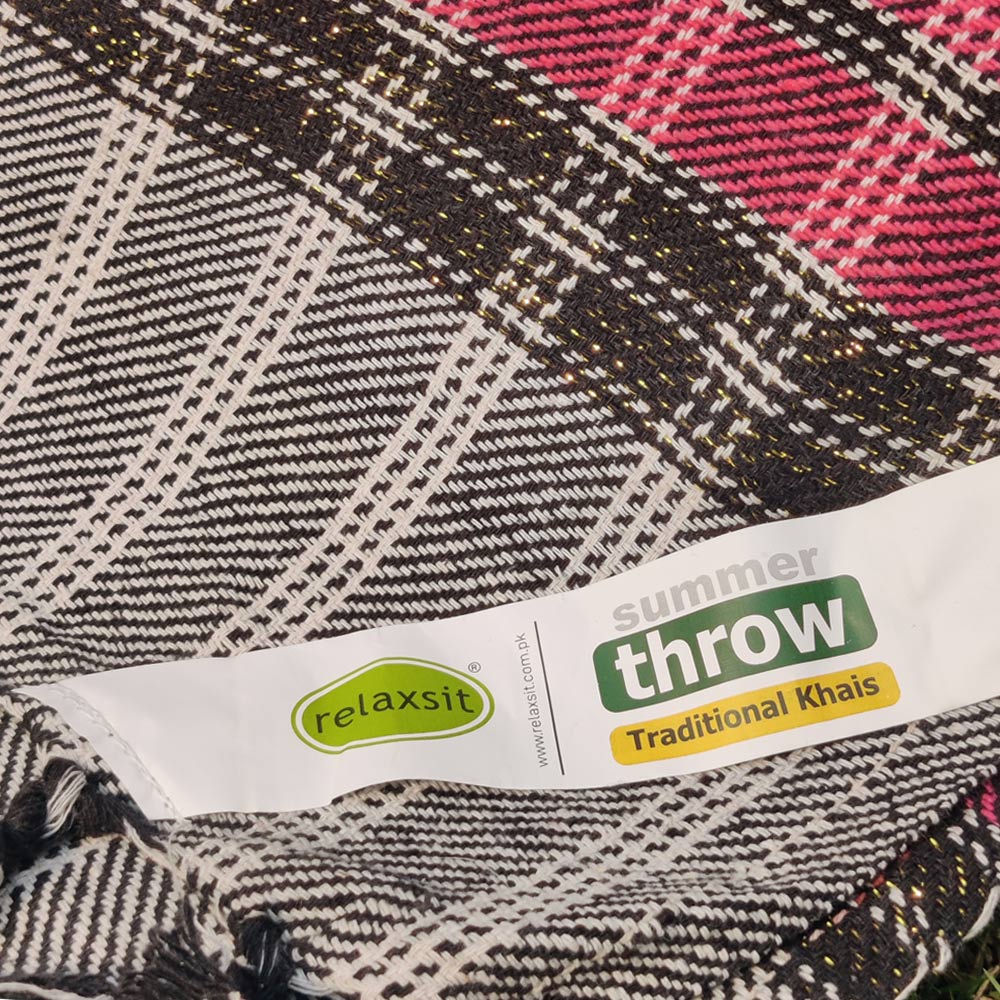 relaxsit®
www.relaxsit.com.pk
summer
throw
Traditional Khais